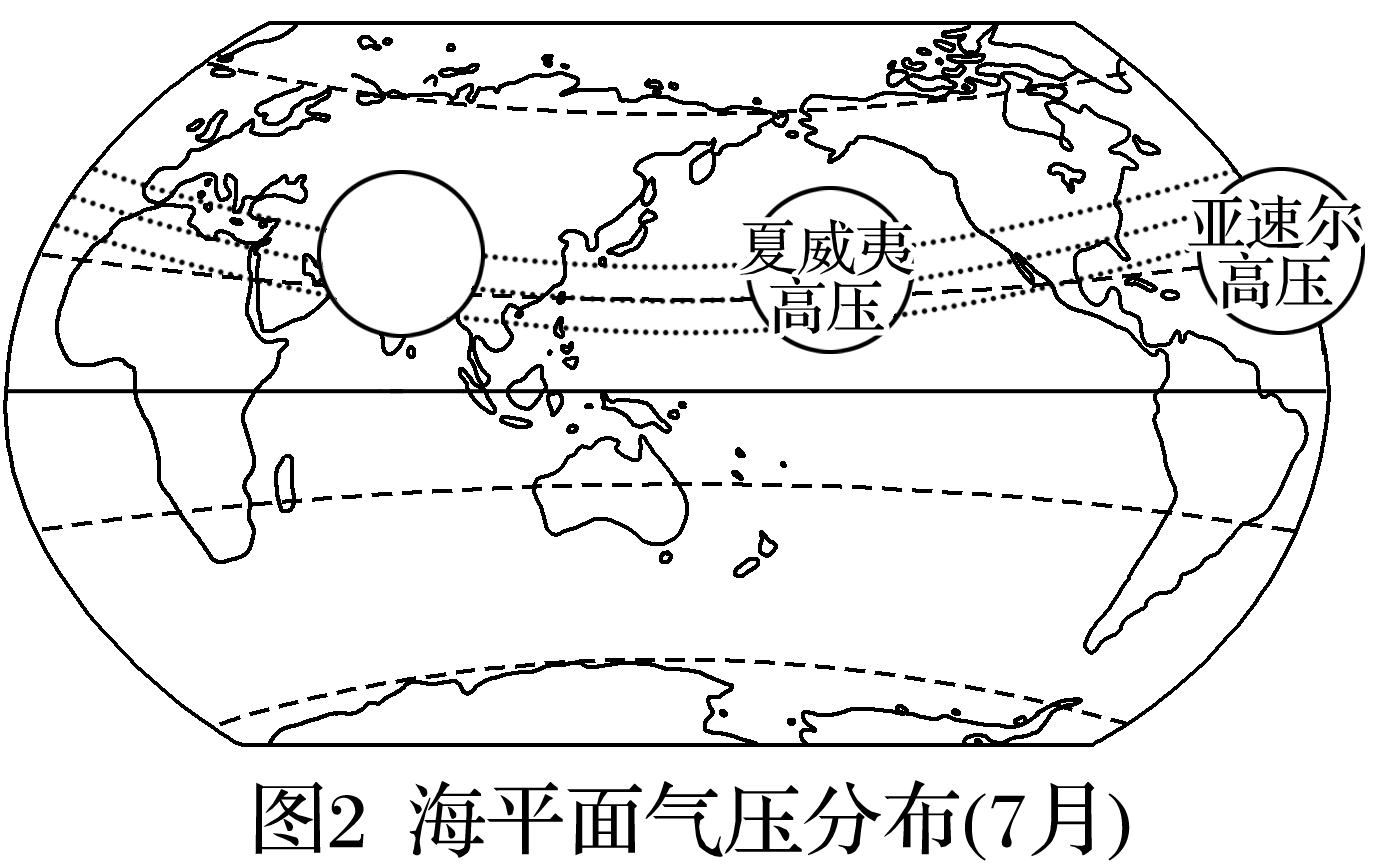 夏威夷
高压
亚速尔
高压
图2 海平面气压分布(7月)